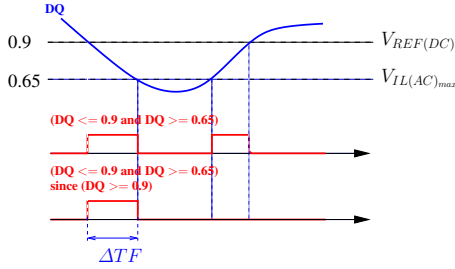 DQ
0.9
V_{REF(DC)}
0.65
V_{IL(AC)_{max}}
(DQ <= 0.9 and DQ >= 0.65)
(DQ <= 0.9 and DQ >= 0.65)
since (DQ >= 0.9)
ΔTF